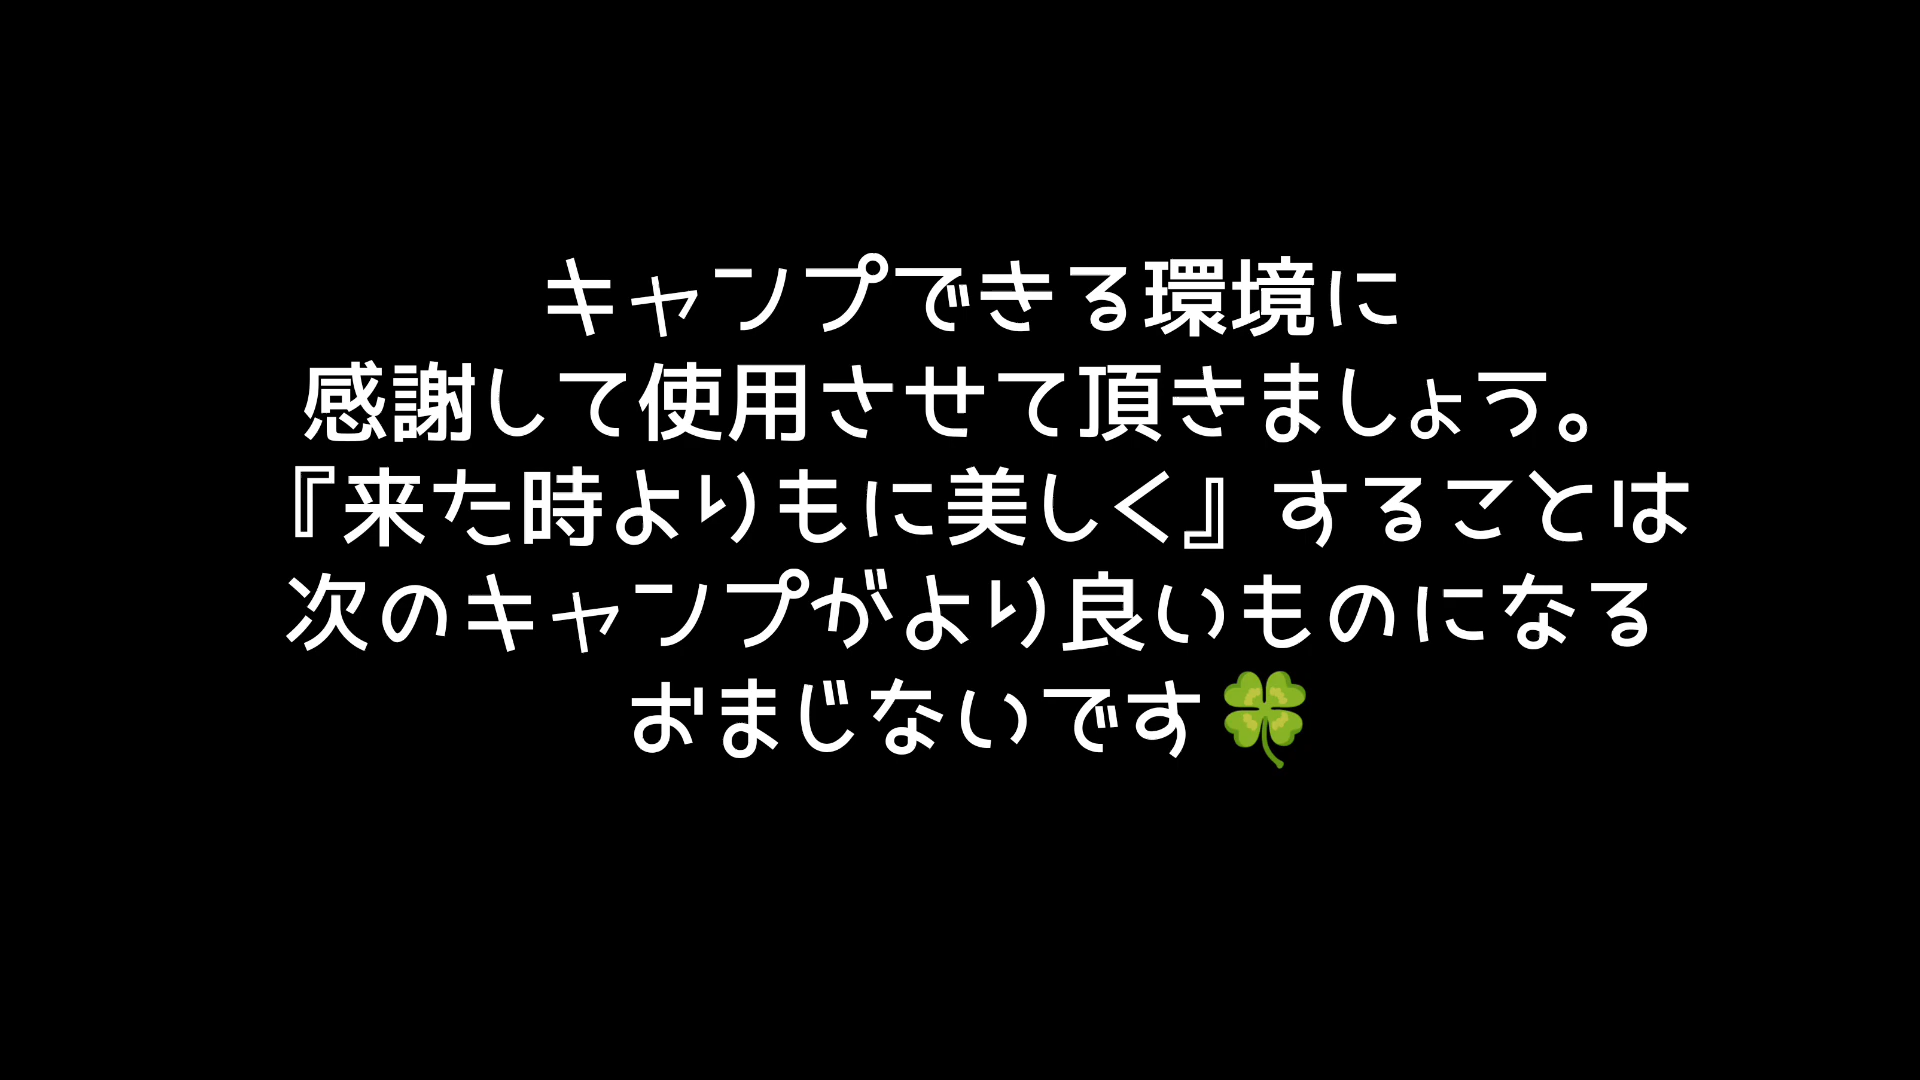 キャンプできる環境に
感謝して使用させて頂きましょう。
『来た時よりもに美しく』することは
次のキャンプがより良いものになる
おまじないです🍀